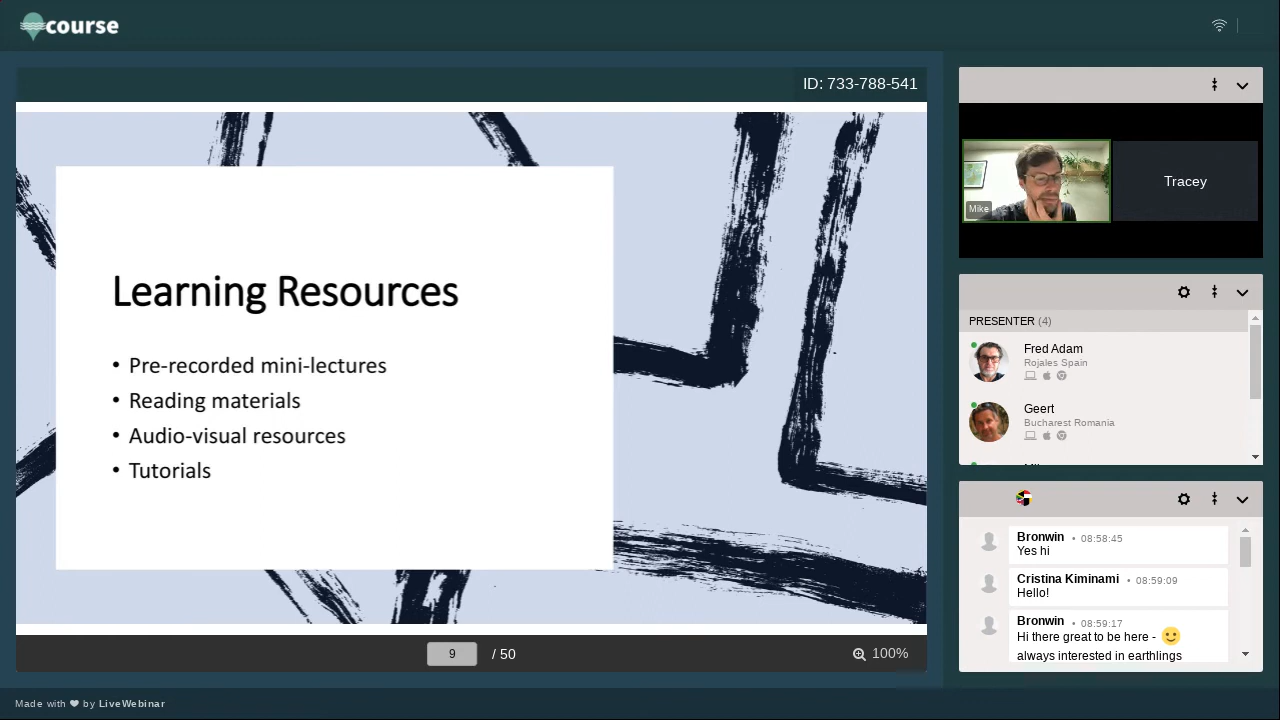 course
ID: 733-788-541
Learning Resources
• Pre-recorded mini-lectures
• Reading materials
• Audio-visual resources
• Tutorials
9 / 50
100%
Mike
Tracey
PRESENTER (4)
Fred Adam
Rojales Spain
Geert
Bucharest Romania
Bronwin • 08:58:45
Yes hi
Cristina Kiminami • 08:59:09
Hello!
Bronwin • 08:59:17
Hi there great to be here - 🙂
always interested in earthlings
Made with ♥ by LiveWebinar